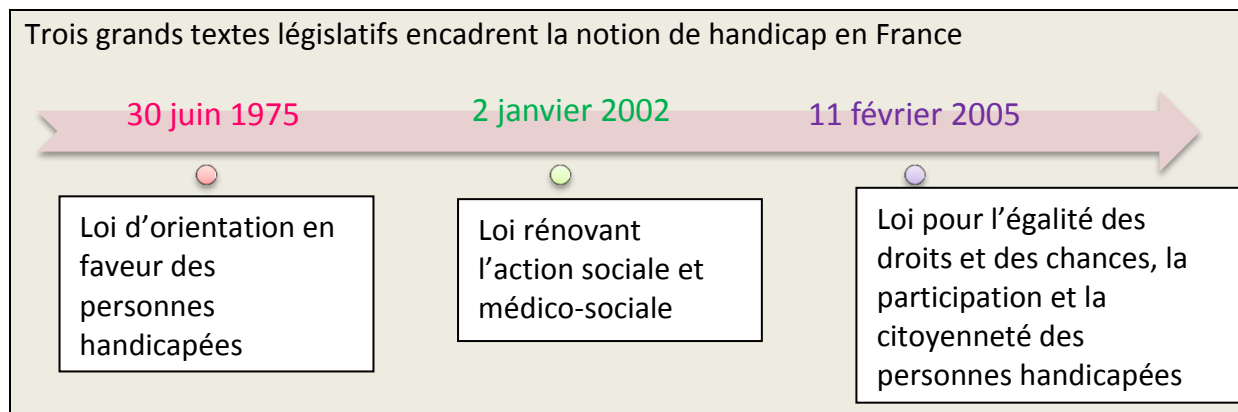 Trois grands textes législatifs encadrent la notion de handicap en France
30 juin 1975
2 janvier 2002
11 février 2005
Loi d’orientation en
faveur des
personnes
handicapées
Loi rénovant
l’action sociale et
médico-sociale
Loi pour l’égalité des
droits et des chances, la
participation et la
citoyenneté des
personnes handicapées